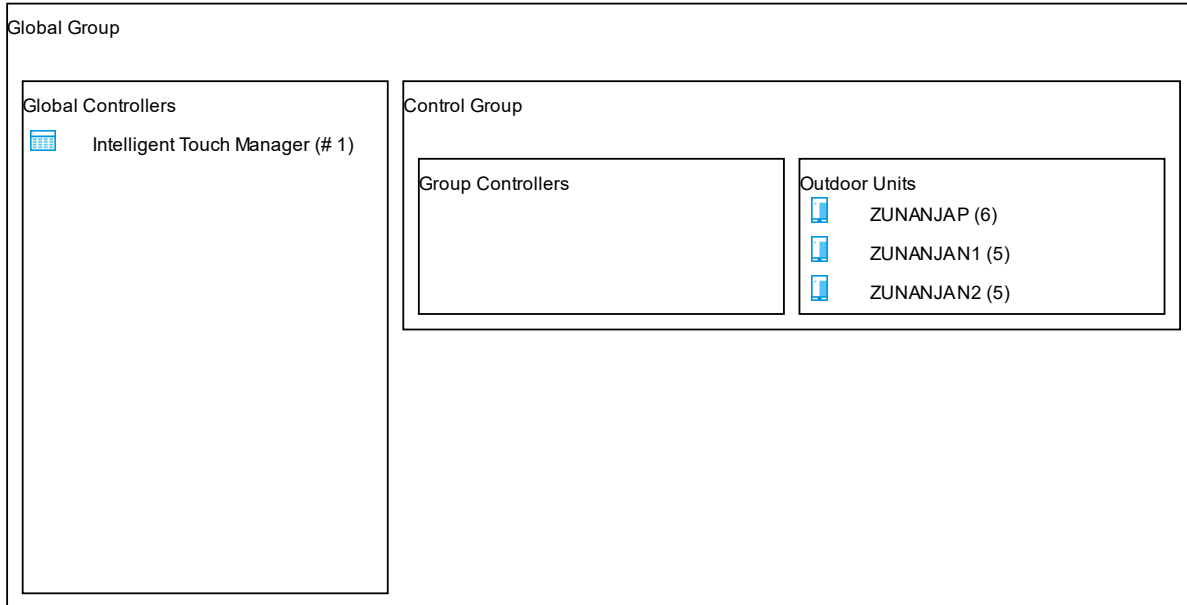 Global Group
Global Controllers
Intelligent Touch Manager (# 1)
Control Group
Group Controllers
Outdoor Units
ZUNANJAP (6)
ZUNANJAN1 (5)
ZUNANJAN2 (5)